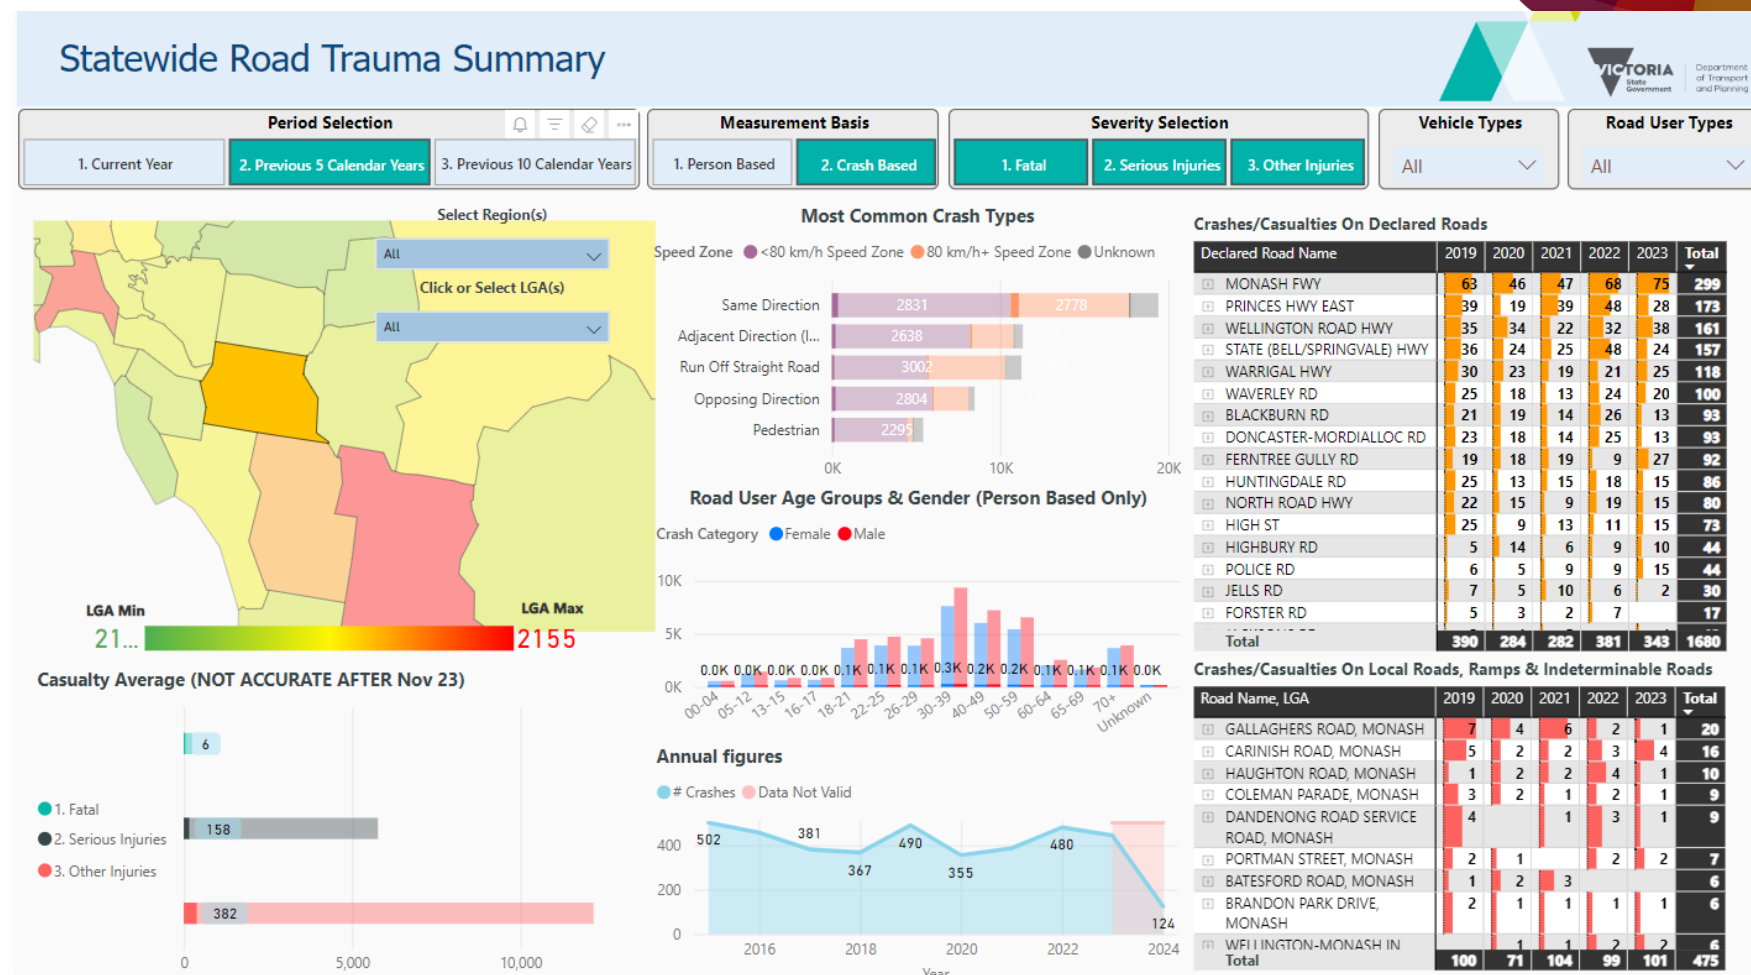 Statewide Road Trauma Summary
VICTORIA
State
Government
Department
of Transport
and Planning
Period Selection
1. Current Year
2. Previous 5 Calendar Years
3. Previous 10 Calendar Years
Measurement Basis
1. Person Based
2. Crash Based
Severity Selection
1. Fatal
2. Serious Injuries
3. Other Injuries
Vehicle Types
All
Road User Types
All
Select Region(s)
All
Click or Select LGA(s)
All
LGA Min
21...
LGA Max
2155
Casualty Average (NOT ACCURATE AFTER Nov 23)
6
1. Fatal
158
2. Serious Injuries
3. Other Injuries
382
0
5,000
10,000
Most Common Crash Types
Speed Zone <80 km/h Speed Zone 80 km/h+ Speed Zone Unknown
Same Direction 2831 2778
Adjacent Direction (I... 2638
Run Off Straight Road 3002
Opposing Direction 2804
Pedestrian 2295
0K 10K 20K
Road User Age Groups & Gender (Person Based Only)
Crash Category Female Male
10K
5K
0.0K 0.0K 0.0K 0.0K 0.1K 0.1K 0.1K 0.3K 0.2K 0.2K 0.1K 0.1K 0.1K 0.0K
0K
00-04 05-12 13-15 16-17 18-21 22-25 26-29 30-39 40-49 50-59 60-64 65-69 70+ Unknown
Annual figures
# Crashes Data Not Valid
400
200
0
502 381 367 490 355 480 124
2016 2018 2020 2022 2024
Year
Crashes/Casualties On Declared Roads
Declared Road Name 2019 2020 2021 2022 2023 Total
MONASH FWY 63 46 47 68 75 299
PRINCES HWY EAST 39 19 39 48 28 173
WELLINGTON ROAD HWY 35 34 22 32 38 161
STATE (BELL/SPRINGVALE) HWY 36 24 25 48 24 157
WARRIGAL HWY 30 23 19 21 25 118
WAVERLEY RD 25 18 13 24 20 100
BLACKBURN RD 21 19 14 26 13 93
DONCASTER-MORDIALLOC RD 23 18 14 25 13 93
FERNTREE GULLY RD 19 18 19 9 27 92
HUNTINGDALE RD 25 13 15 18 15 86
NORTH ROAD HWY 22 15 9 19 15 80
HIGH ST 25 9 13 11 15 73
HIGHBURY RD 5 14 6 9 10 44
POLICE RD 6 5 9 9 15 44
JELLS RD 7 5 10 6 2 30
FORSTER RD 5 3 2 7 17
Total 390 284 282 381 343 1680
Crashes/Casualties On Local Roads, Ramps & Indeterminable Roads
Road Name, LGA 2019 2020 2021 2022 2023 Total
GALLAGHERS ROAD, MONASH 7 4 6 2 1 20
CARINISH ROAD, MONASH 5 2 2 3 4 16
HAUGHTON ROAD, MONASH 1 2 2 4 1 10
COLEMAN PARADE, MONASH 3 2 1 2 1 9
DANDENONG ROAD SERVICE 4 1 3 1 9
ROAD, MONASH
PORTMAN STREET, MONASH 2 1 2 2 7
BATESFORD ROAD, MONASH 1 2 3 6
BRANDON PARK DRIVE, 2 1 1 1 1 6
MONASH
WELLINGTON-MONASH IN 1 1 2 2 6
Total 100 71 104 99 101 475